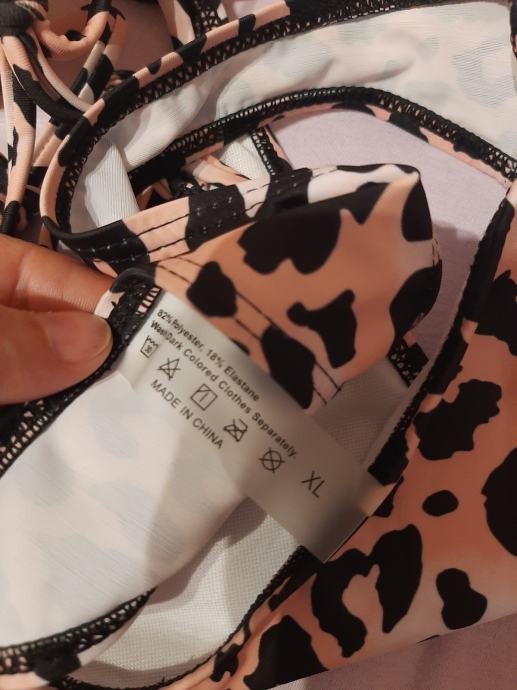 82% Polyester, 18% Elastane
Wash Dark Colored Clothes Separately.
MADE IN CHINA
XL